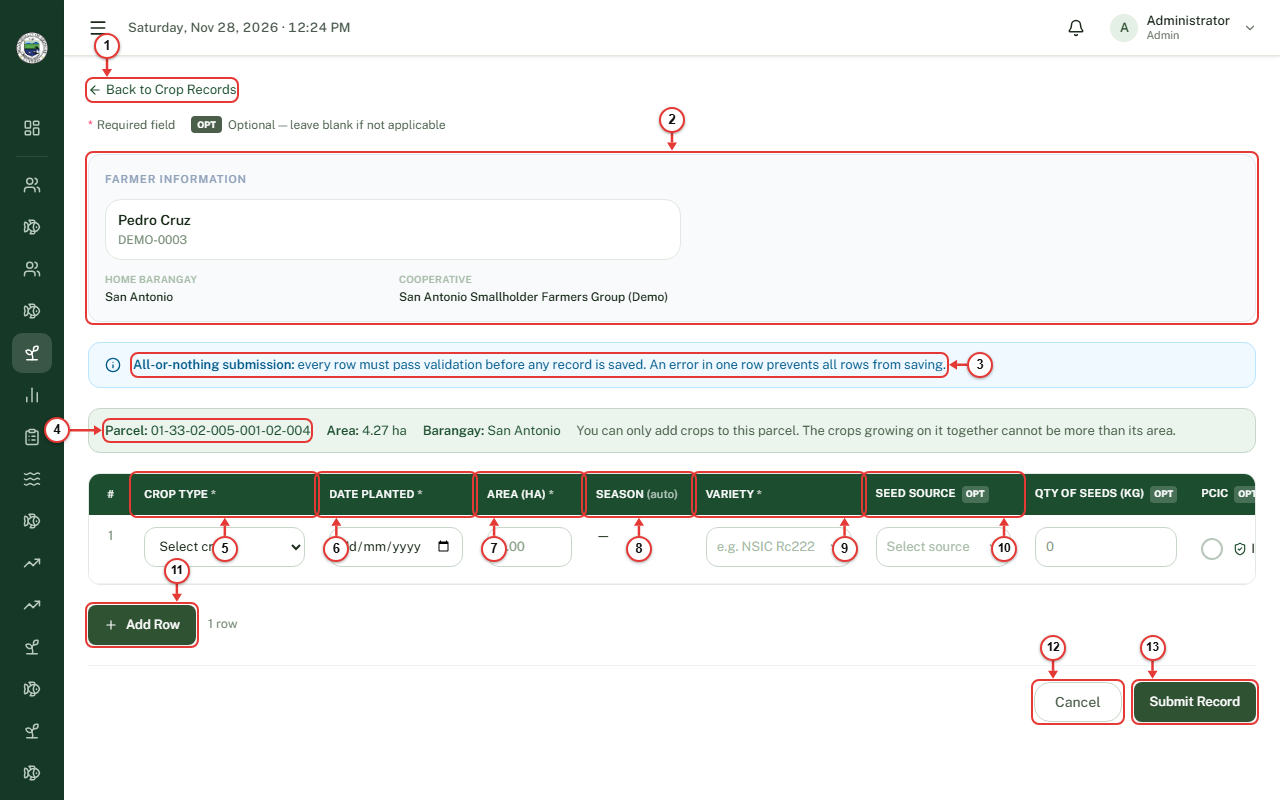 Saturday, Nov 28, 2026 · 12:24 PM
A
Administrator
Admin
1
← Back to Crop Records
* Required field OPT Optional — leave blank if not applicable
2
FARMER INFORMATION
Pedro Cruz
DEMO-0003
HOME BARANGAY
COOPERATIVE
San Antonio
San Antonio Smallholder Farmers Group (Demo)
All-or-nothing submission: every row must pass validation before any record is saved. An error in one row prevents all rows from saving.
3
4
Parcel: 01-33-02-005-001-02-004 Area: 4.27 ha Barangay: San Antonio You can only add crops to this parcel. The crops growing on it together cannot be more than its area.
# CROP TYPE * DATE PLANTED * AREA (HA) * SEASON (auto) VARIETY * SEED SOURCE OPT QTY OF SEEDS (KG) OPT PCIC OPT
1 Select cr dd/mm/yyyy .00 — e.g. NSIC Rc222 Select source 0
5 6 7 8 9 10
11
+ Add Row
1 row
12
13
Cancel
Submit Record